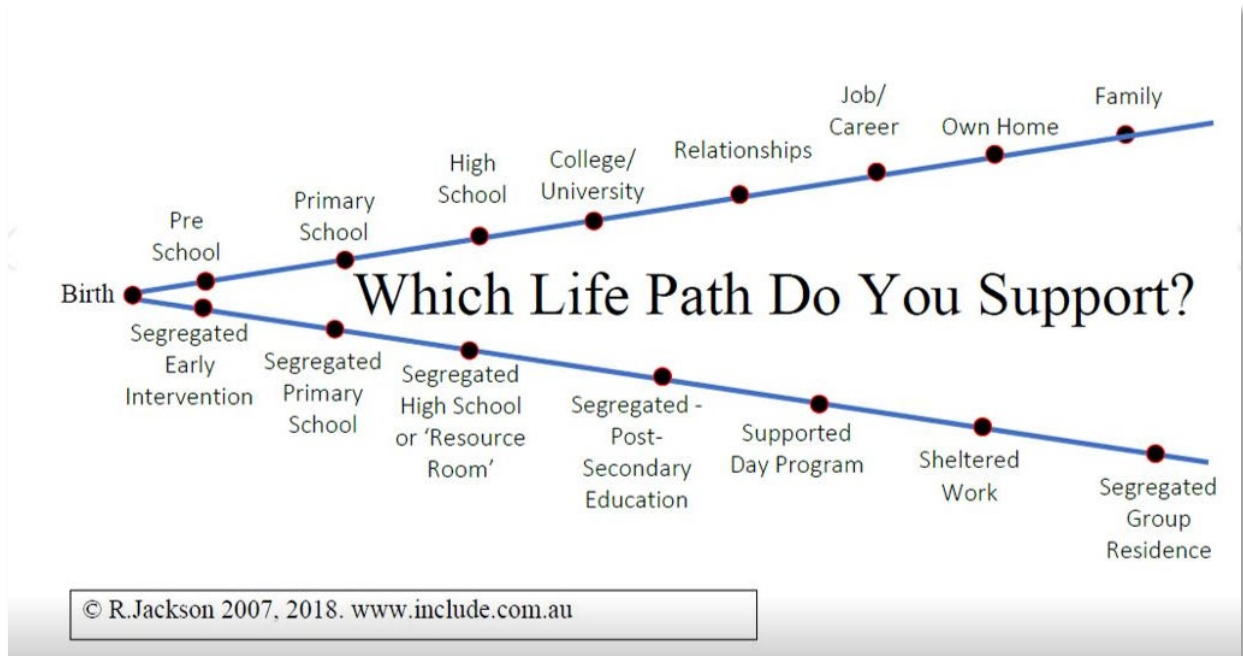 Job/
Career
Own Home
Family
High
School
College/
University
Relationships
Primary
School
Pre
School
Birth
Which Life Path Do You Support?
Segregated
Early
Intervention
Segregated
Primary
School
Segregated
High School
or ‘Resource
Room’
Segregated -
Post-
Secondary
Education
Supported
Day Program
Sheltered
Work
Segregated
Group
Residence
© R.Jackson 2007, 2018. www.include.com.au